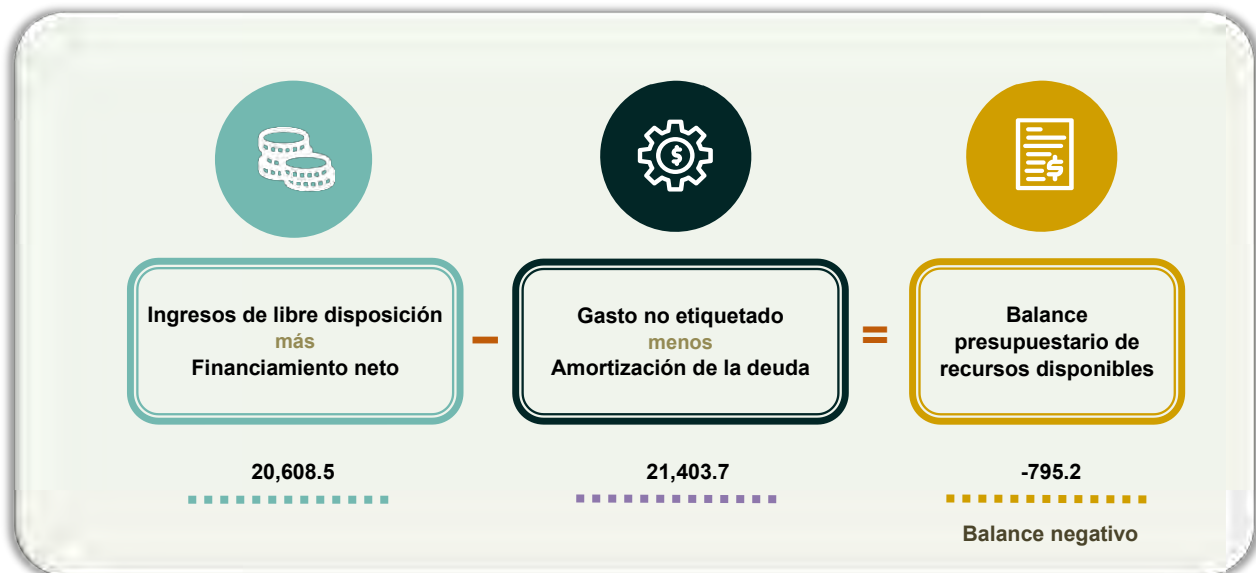 Ingresos de libre disposición
más
Financiamiento neto
−
Gasto no etiquetado
menos
Amortización de la deuda
=
Balance
presupuestario de
recursos disponibles
20,608.5
21,403.7
-795.2
Balance negativo